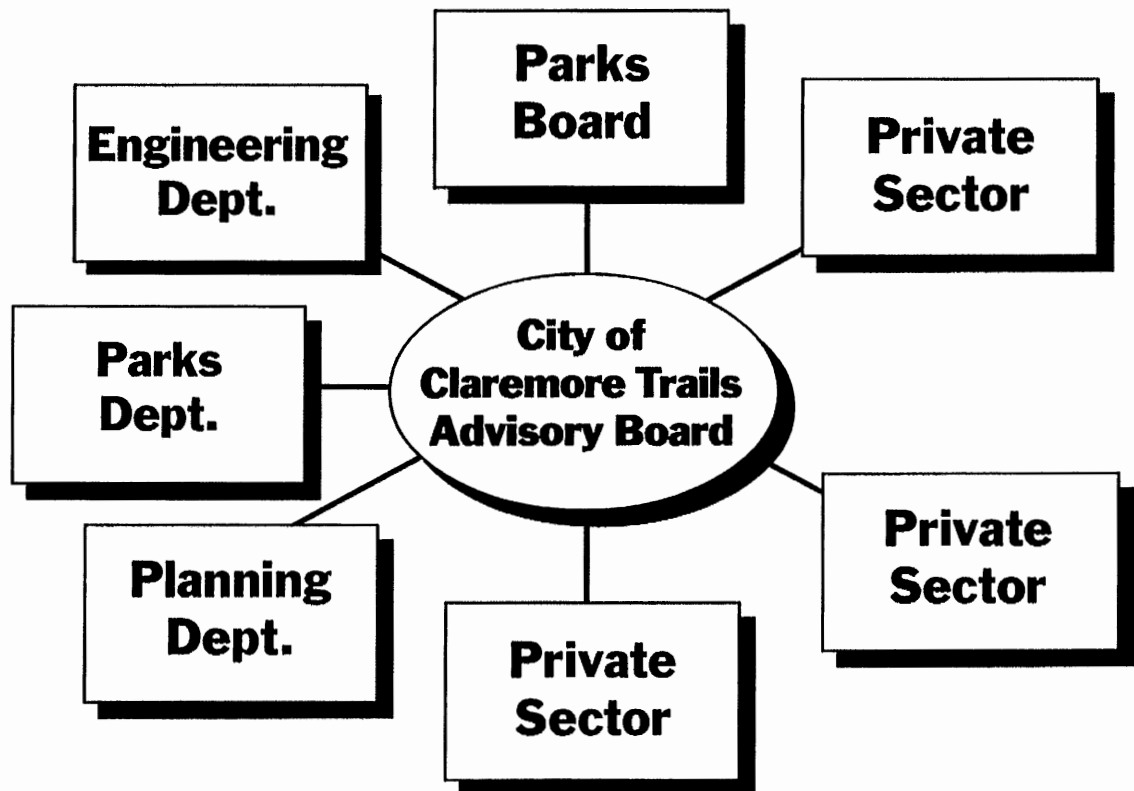 Parks
Board
Engineering
Dept.
Private
Sector
City of
Claremore Trails
Advisory Board
Parks
Dept.
Private
Sector
Planning
Dept.
Private
Sector